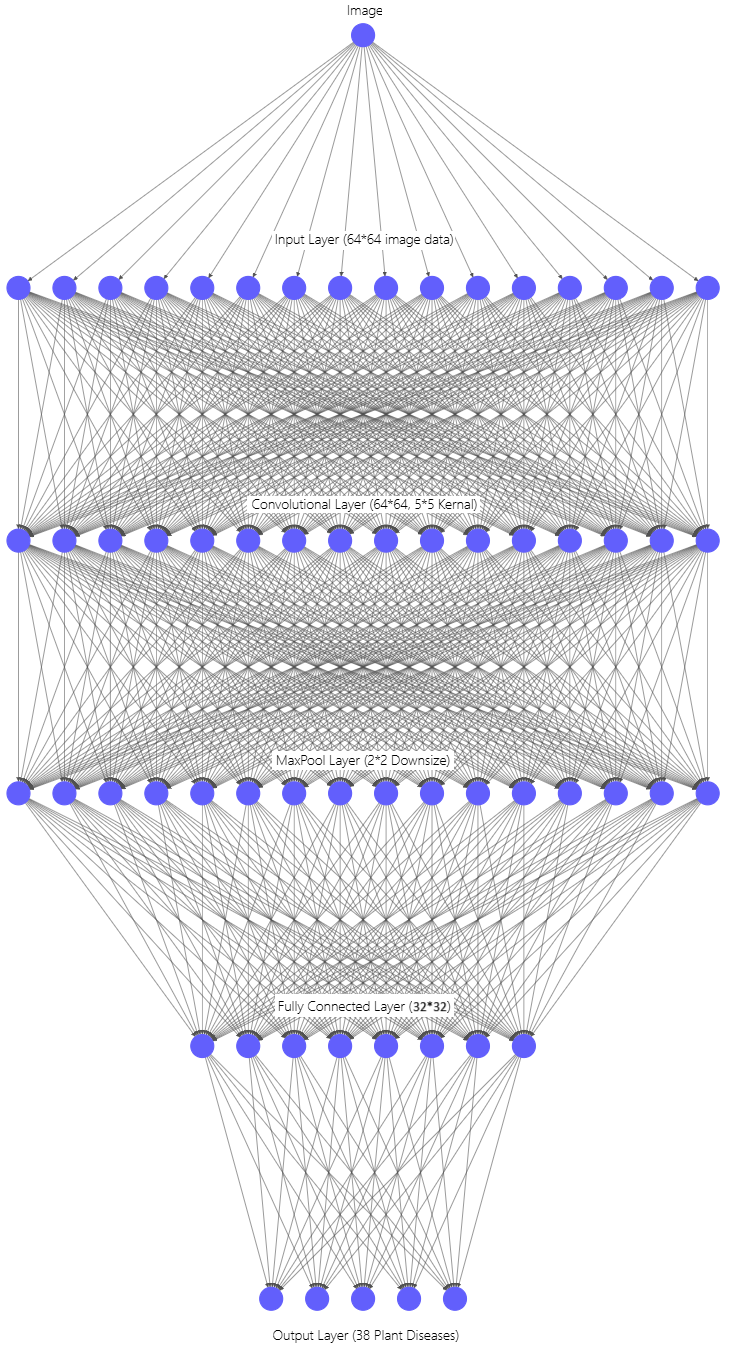 Image
Input Layer (64*64 image data)
Convolutional Layer (64*64, 5*5 Kernal)
MaxPool Layer (2*2 Downsize)
Fully Connected Layer (32*32)
Output Layer (38 Plant Diseases)